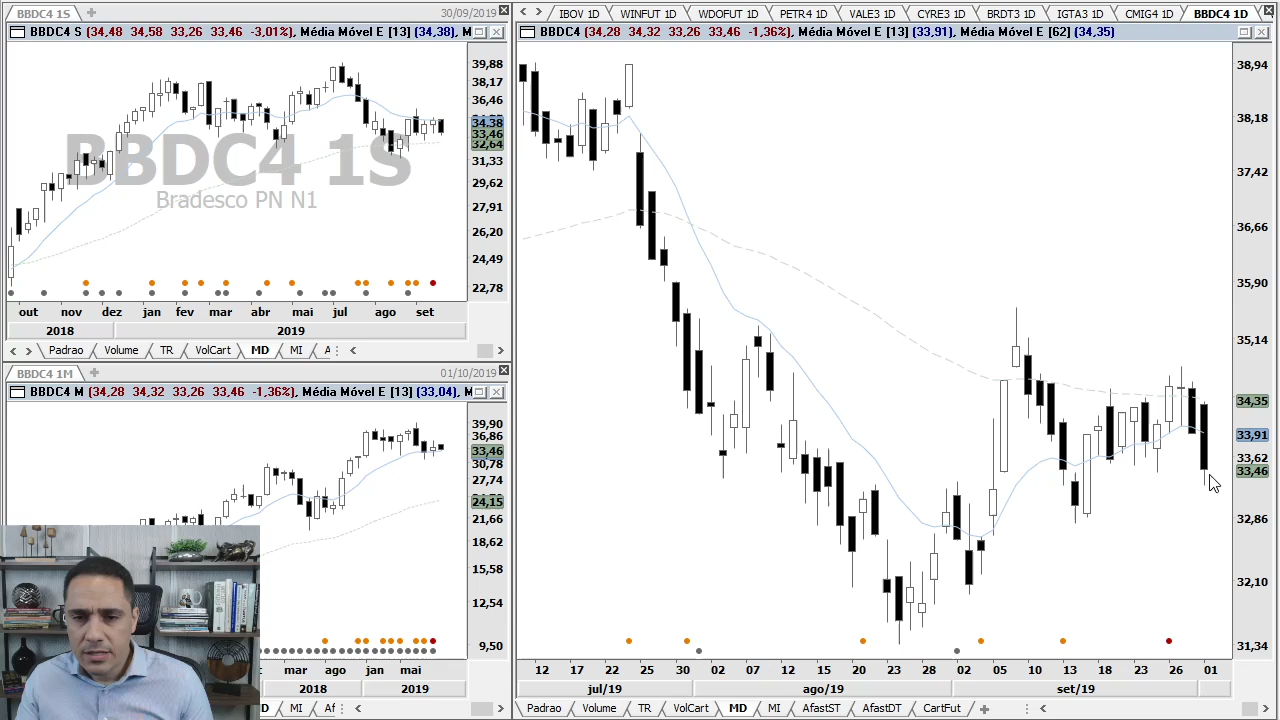 BBDC4 1S
30/09/2019
BBDC4 S (34,48 34,58 33,26 33,46 -3,01%), Média Móvel E [13] (34,38), M
39,88
38,17
36,46
34,38
33,46
32,64
31,33
29,62
27,91
26,20
24,49
22,78
BBDC4 1S
Bradesco PN N1
out nov dez jan fev mar abr mai jul ago set
2018 2019
Padrao Volume TR VolCart MD MI A
BBDC4 1M
01/10/2019
BBDC4 M (34,28 34,32 33,26 33,46 -1,36%), Média Móvel E [13] (33,04), M
39,90
36,86
33,46
30,78
27,74
24,15
21,66
18,62
15,58
12,54
9,50
mar ago jan mai
2018 2019
D MI Af
IBOV 1D WINFUT 1D WDOFUT 1D PETR4 1D VALE3 1D CYRE3 1D BRDT3 1D IGTA3 1D CMIG4 1D BBDC4 1D
BBDC4 (34,28 34,32 33,26 33,46 -1,36%), Média Móvel E [13] (33,91), Média Móvel E [62] (34,35)
38,94
38,18
37,42
36,66
35,90
35,14
34,35
33,91
33,62
33,46
32,86
32,10
31,34
12 17 22 25 30 02 07 12 15 20 23 28 02 05 10 13 18 23 26 01
jul/19 ago/19 set/19
Padrao Volume TR VolCart MD MI AfastST AfastDT CartFut